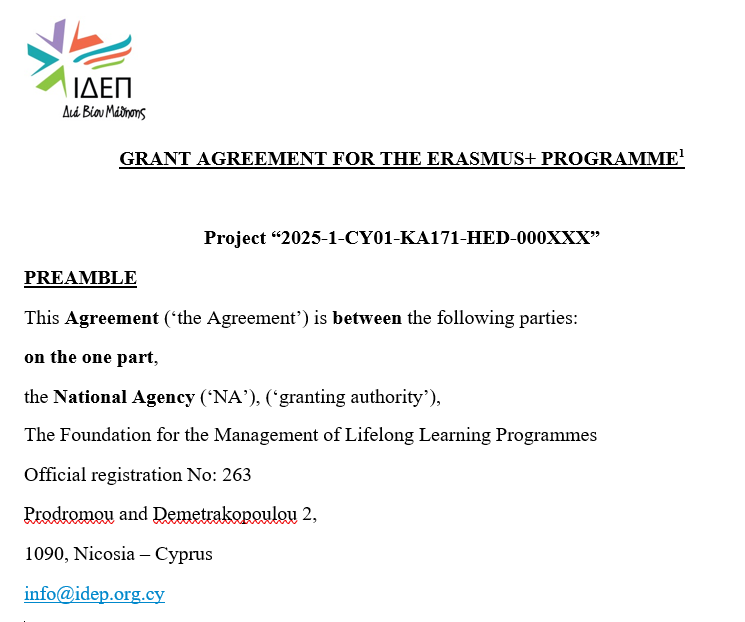 ΙΔΕΠ
Διά Βίου Μάθησης
GRANT AGREEMENT FOR THE ERASMUS+ PROGRAMME¹
Project “2025-1-CY01-KA171-HED-000XXX”
PREAMBLE
This Agreement (‘the Agreement’) is between the following parties:
on the one part,
the National Agency (‘NA’), (‘granting authority’),
The Foundation for the Management of Lifelong Learning Programmes
Official registration No: 263
Prodromou and Demetrakopoulou 2,
1090, Nicosia – Cyprus
info@idep.org.cy